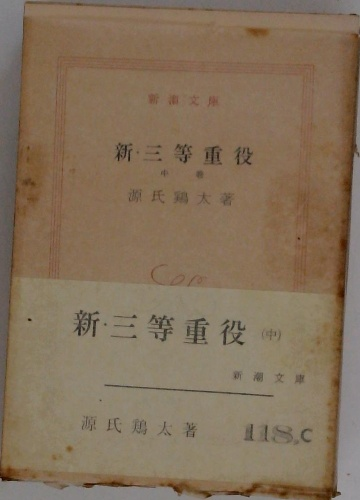 新潮文庫
新・三等重役
中巻
源氏鶏太著
新・三等重役 (中)
新潮文庫
源氏鶏太著
118.C